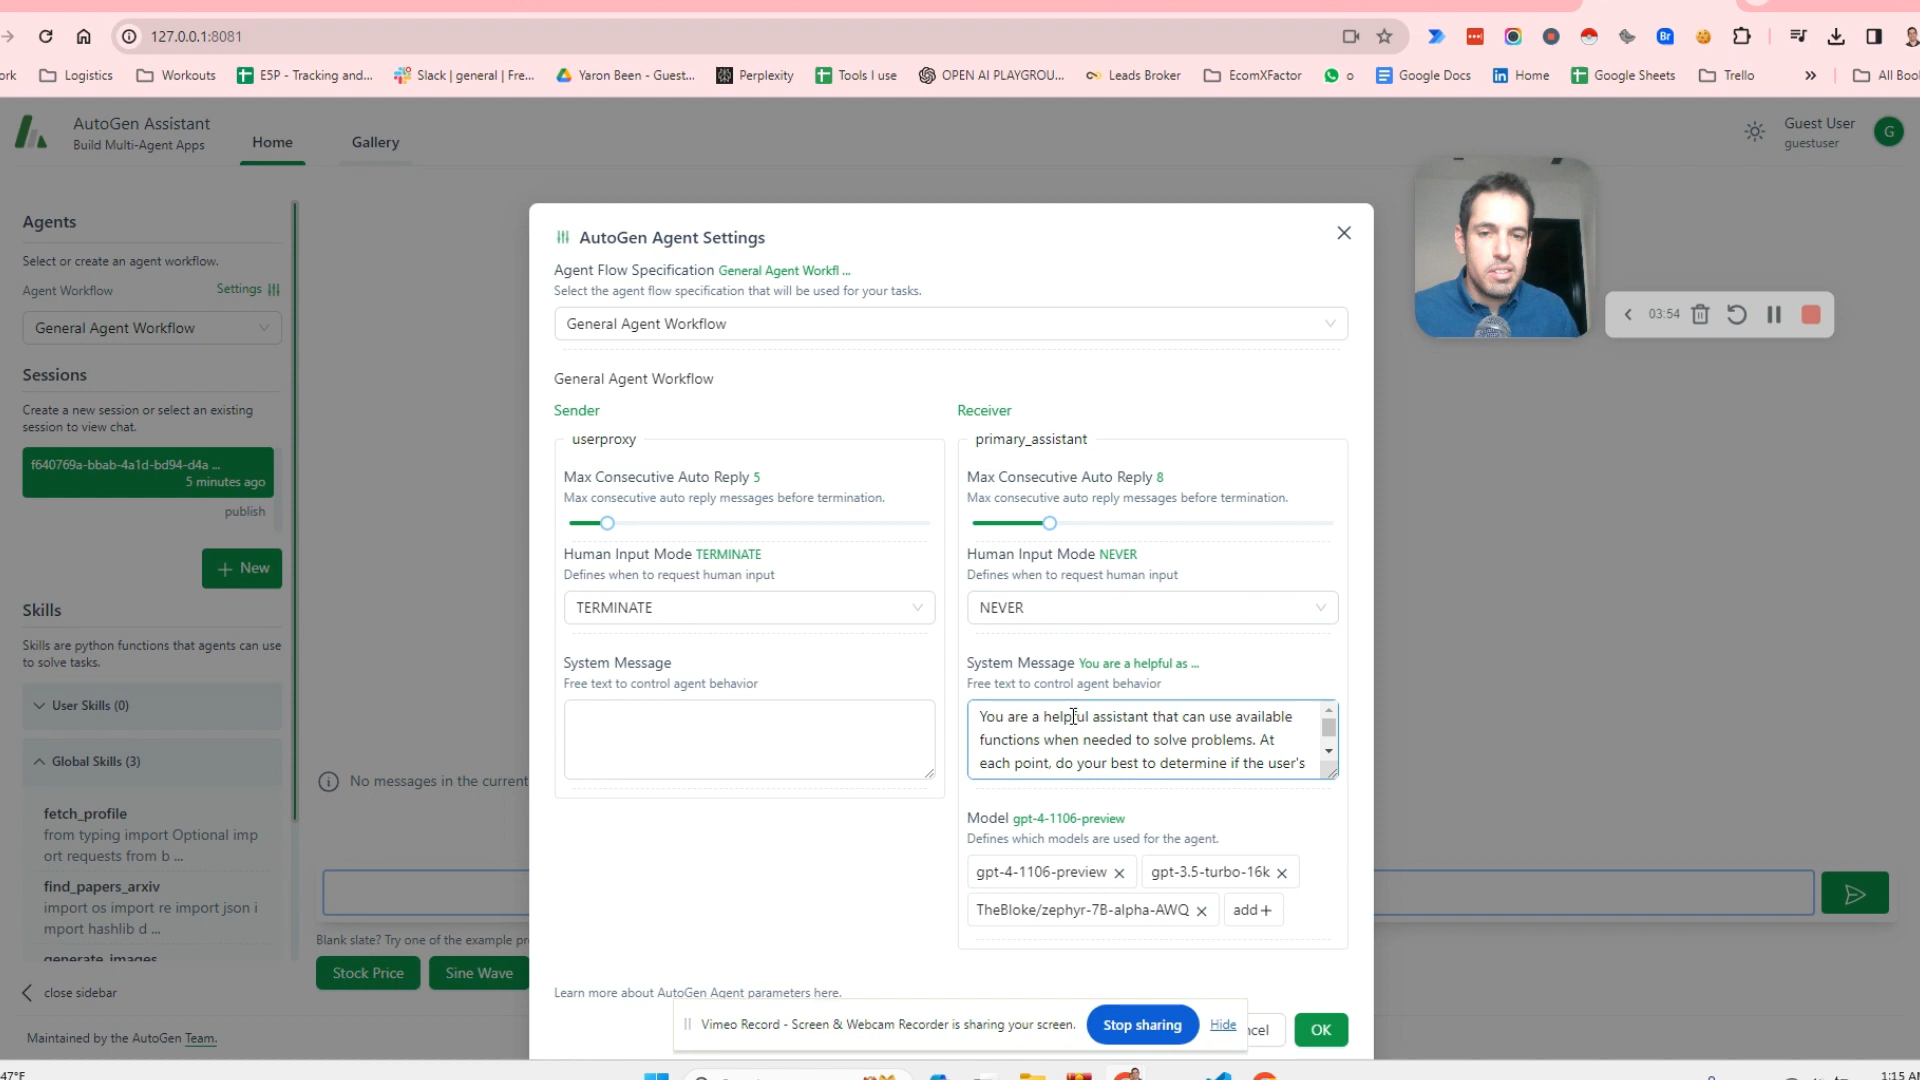 127.0.0.1:8081
ork
Logistics
Workouts
E5P - Tracking and...
Slack | general | Fre...
Yaron Been - Guest...
Perplexity
Tools I use
OPEN AI PLAYGROU...
Leads Broker
EcomXFactor
o
Google Docs
Home
Google Sheets
Trello
All Boo
Br
AutoGen Assistant
Build Multi-Agent Apps
Home
Gallery
Guest User
guestuser
G
Agents
Select or create an agent workflow.
Agent Workflow
Settings
General Agent Workflow
Sessions
Create a new session or select an existing
session to view chat.
f640769a-bbab-4a1d-bd94-d4a ...
5 minutes ago
publish
New
Skills
Skills are python functions that agents can use
to solve tasks.
User Skills (0)
Global Skills (3)
fetch_profile
from typing import Optional imp
ort requests from b ...
find_papers_arxiv
import os import re import json i
mport hashlib d ...
generate_images
close sidebar
Maintained by the AutoGen Team.
No messages in the current
Blank slate? Try one of the example pr
Stock Price
Sine Wave
AutoGen Agent Settings
Agent Flow Specification General Agent Workfl ...
Select the agent flow specification that will be used for your tasks.
General Agent Workflow
General Agent Workflow
Sender
userproxy
Max Consecutive Auto Reply 5
Max consecutive auto reply messages before termination.
Human Input Mode TERMINATE
Defines when to request human input
TERMINATE
System Message
Free text to control agent behavior
Receiver
primary_assistant
Max Consecutive Auto Reply 8
Max consecutive auto reply messages before termination.
Human Input Mode NEVER
Defines when to request human input
NEVER
System Message You are a helpful as ...
Free text to control agent behavior
You are a helpful assistant that can use available
functions when needed to solve problems. At
each point, do your best to determine if the user's
Model gpt-4-1106-preview
Defines which models are used for the agent.
gpt-4-1106-preview
gpt-3.5-turbo-16k
TheBloke/zephyr-7B-alpha-AWQ
add+
Learn more about AutoGen Agent parameters here.
Vimeo Record - Screen & Webcam Recorder is sharing your screen.
Stop sharing
Hide
ncel
OK
03:54
47°F
1:15 AM